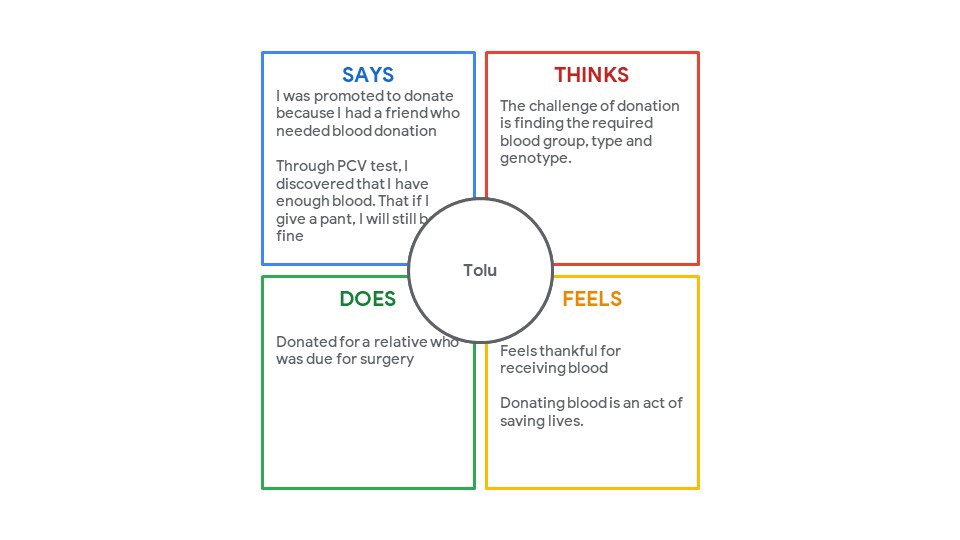 SAYS
I was promoted to donate
because I had a friend who
needed blood donation
Through PCV test, I
discovered that I have
enough blood. That if I
give a pant, I will still
fine
THINKS
The challenge of donation
is finding the required
blood group, type and
genotype.
Tolu
DOES
Donated for a relative who
was due for surgery
FEELS
Feels thankful for
receiving blood
Donating blood is an act of
saving lives.